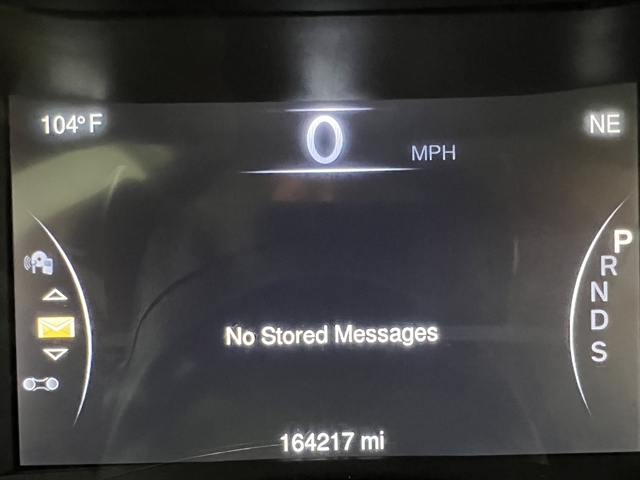 104° F
0
MPH
NE
P
R
N
D
S
No Stored Messages
164217 mi